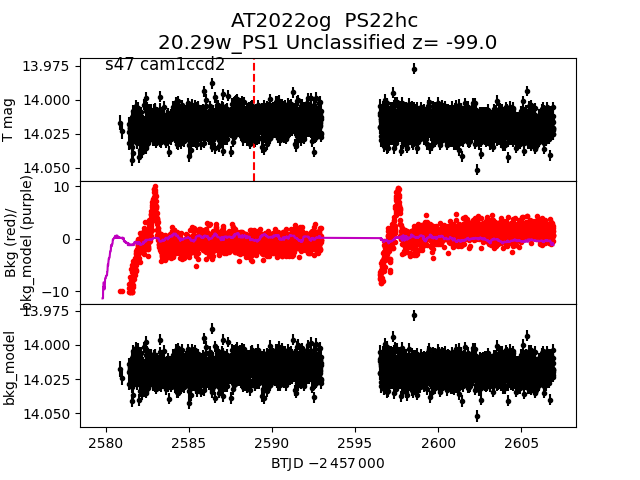 AT2022og  PS22hc
20.29w_PS1 Unclassified z= -99.0
s47 cam1ccd2
13.975
14.000
14.025
14.050
T mag
10
0
−10
Bkg (red)/
bkg_model (purple)
13.975
14.000
14.025
14.050
bkg_model
2580 2585 2590 2595 2600 2605
BTJD −2 457 000